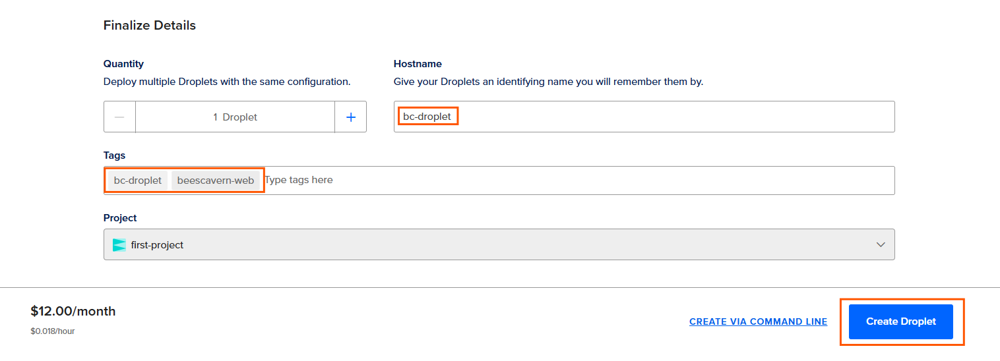 Finalize Details
Quantity
Deploy multiple Droplets with the same configuration.
1 Droplet
Hostname
Give your Droplets an identifying name you will remember them by.
bc-droplet
Tags
bc-droplet beescavern-web Type tags here
Project
first-project
$12.00/month
$0.018/hour
CREATE VIA COMMAND LINE
Create Droplet